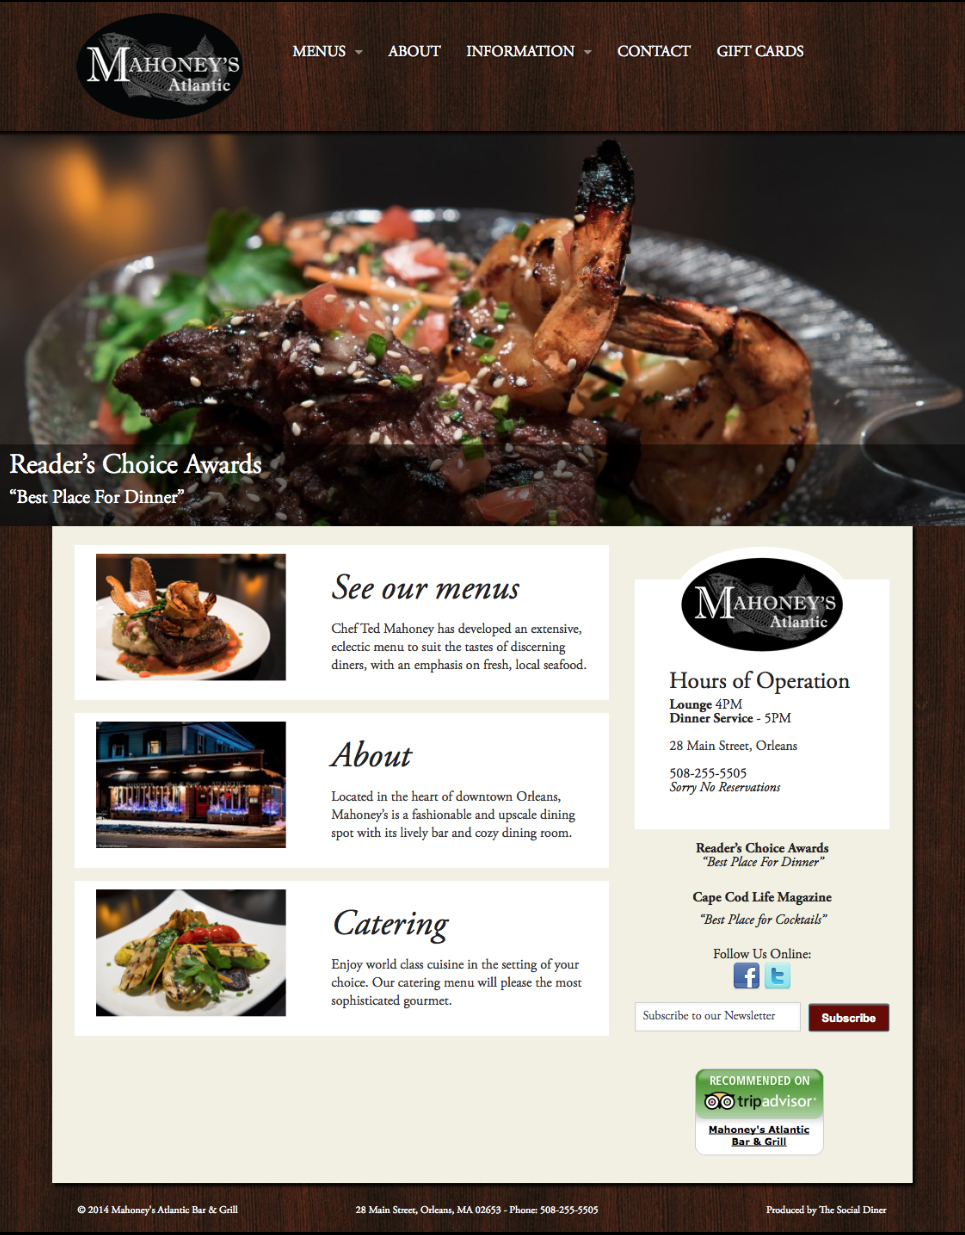 MAHONEY'S
Atlantic
MENUS ABOUT INFORMATION CONTACT GIFT CARDS
Reader's Choice Awards
“Best Place For Dinner”
See our menus
Chef Ted Mahoney has developed an extensive,
eclectic menu to suit the tastes of discerning
diners, with an emphasis on fresh, local seafood.
About
Located in the heart of downtown Orleans,
Mahoney's is a fashionable and upscale dining
spot with its lively bar and cozy dining room.
Catering
Enjoy world class cuisine in the setting of your
choice. Our catering menu will please the most
sophisticated gourmet.
MAHONEY'S
Atlantic
Hours of Operation
Lounge 4PM
Dinner Service - 5PM
28 Main Street, Orleans
508-255-5505
Sorry No Reservations
Reader's Choice Awards
“Best Place For Dinner”
Cape Cod Life Magazine
“Best Place for Cocktails”
Follow Us Online:
Subscribe to our Newsletter
Subscribe
RECOMMENDED ON
tripadvisor
Mahoney's Atlantic
Bar & Grill
© 2014 Mahoney's Atlantic Bar & Grill
28 Main Street, Orleans, MA 02653 - Phone: 508-255-5505
Produced by The Social Diner